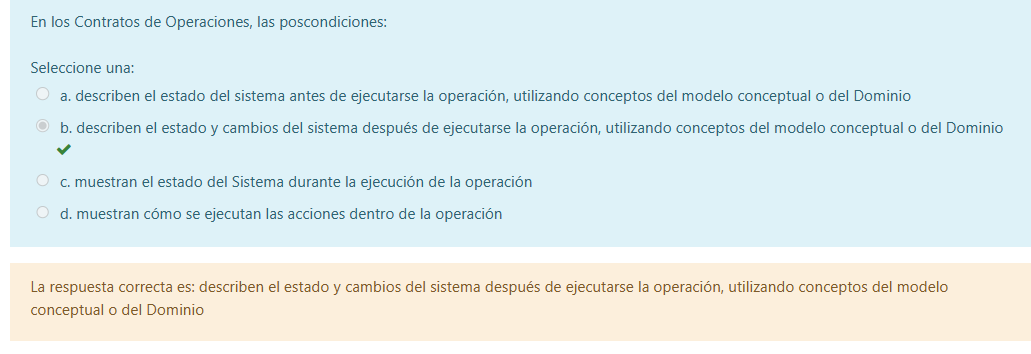 En los Contratos de Operaciones, las poscondiciones:
Seleccione una:
a. describen el estado del sistema antes de ejecutarse la operación, utilizando conceptos del modelo conceptual o del Dominio
b. describen el estado y cambios del sistema después de ejecutarse la operación, utilizando conceptos del modelo conceptual o del Dominio
c. muestran el estado del Sistema durante la ejecución de la operación
d. muestran cómo se ejecutan las acciones dentro de la operación
La respuesta correcta es: describen el estado y cambios del sistema después de ejecutarse la operación, utilizando conceptos del modelo
conceptual o del Dominio